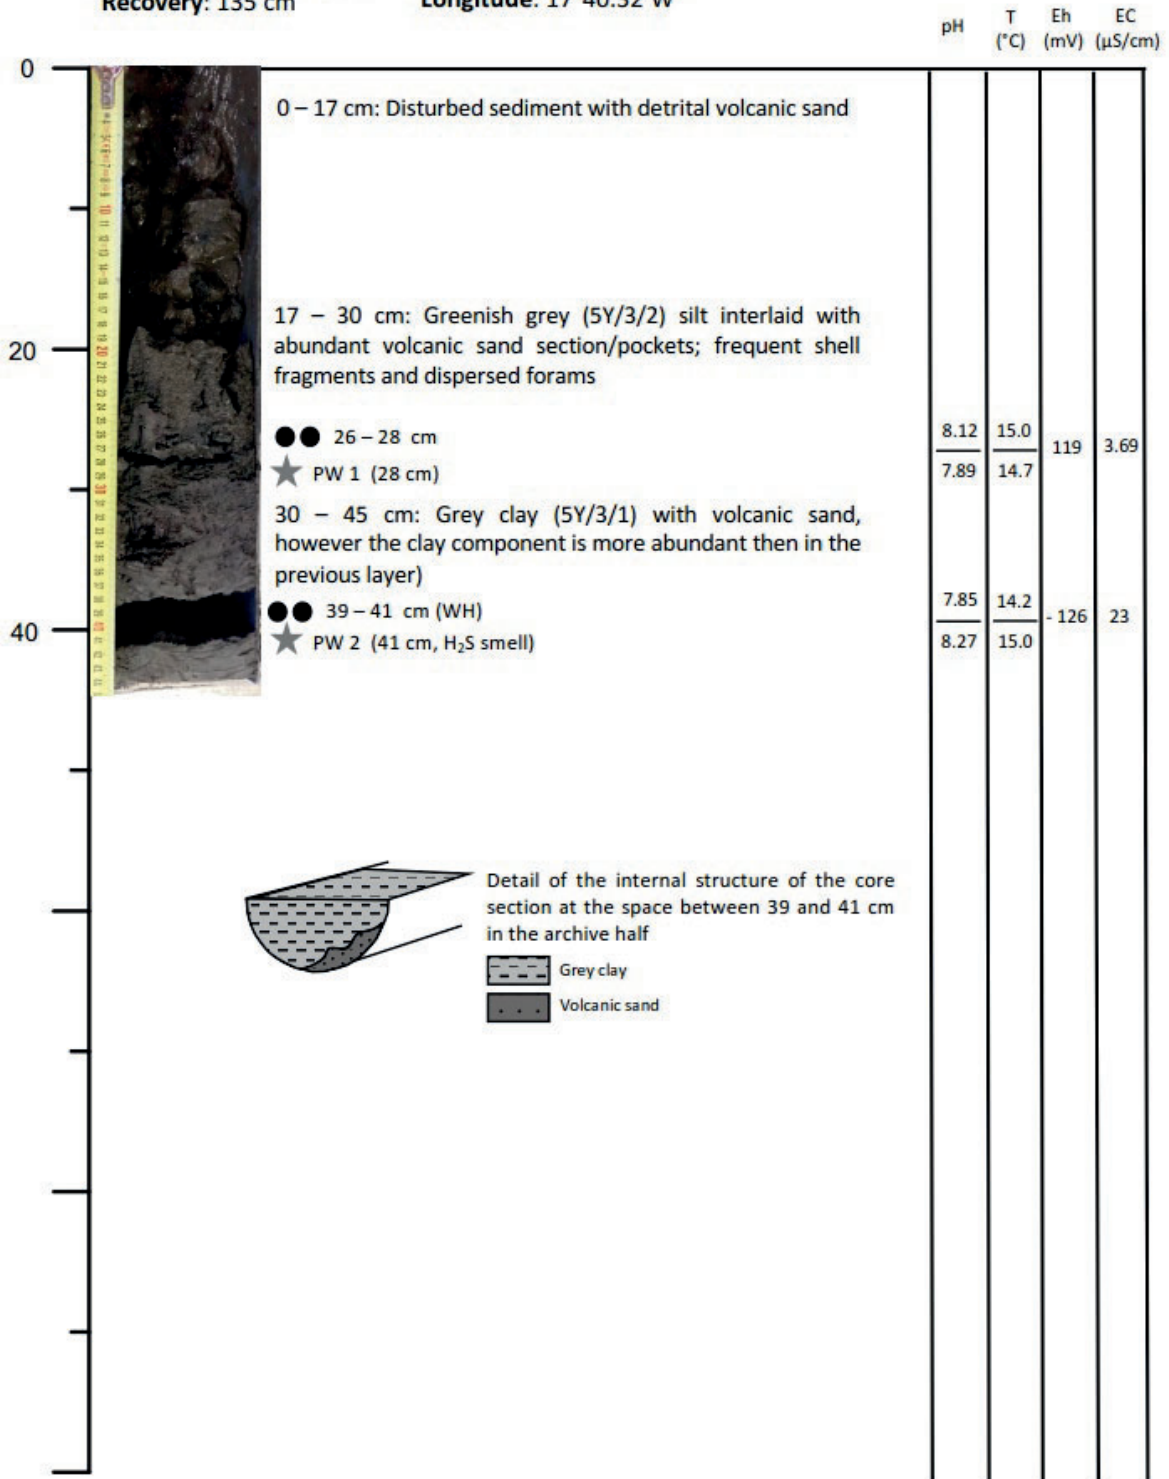 Recovery: 135 cm
Longitude: 17°40.32 W
pH T Eh EC
(°C) (mV) (µS/cm)
0
0 – 17 cm: Disturbed sediment with detrital volcanic sand
17 – 30 cm: Greenish grey (5Y/3/2) silt interlaid with
20 abundant volcanic sand section/pockets; frequent shell
fragments and dispersed forams
26 – 28 cm
8.12 15.0 119 3.69
PW 1 (28 cm)
7.89 14.7
30 – 45 cm: Grey clay (5Y/3/1) with volcanic sand,
however the clay component is more abundant then in the
previous layer)
39 – 41 cm (WH)
7.85 14.2 - 126 23
40 PW 2 (41 cm, H₂S smell)
8.27 15.0
Detail of the internal structure of the core
section at the space between 39 and 41 cm
in the archive half
Grey clay
Volcanic sand